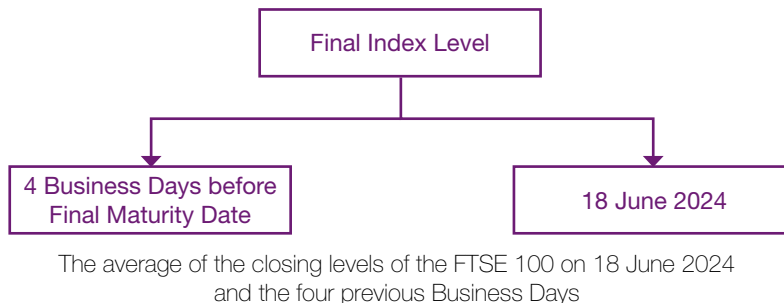 Final Index Level
4 Business Days before
Final Maturity Date
18 June 2024
The average of the closing levels of the FTSE 100 on 18 June 2024
and the four previous Business Days